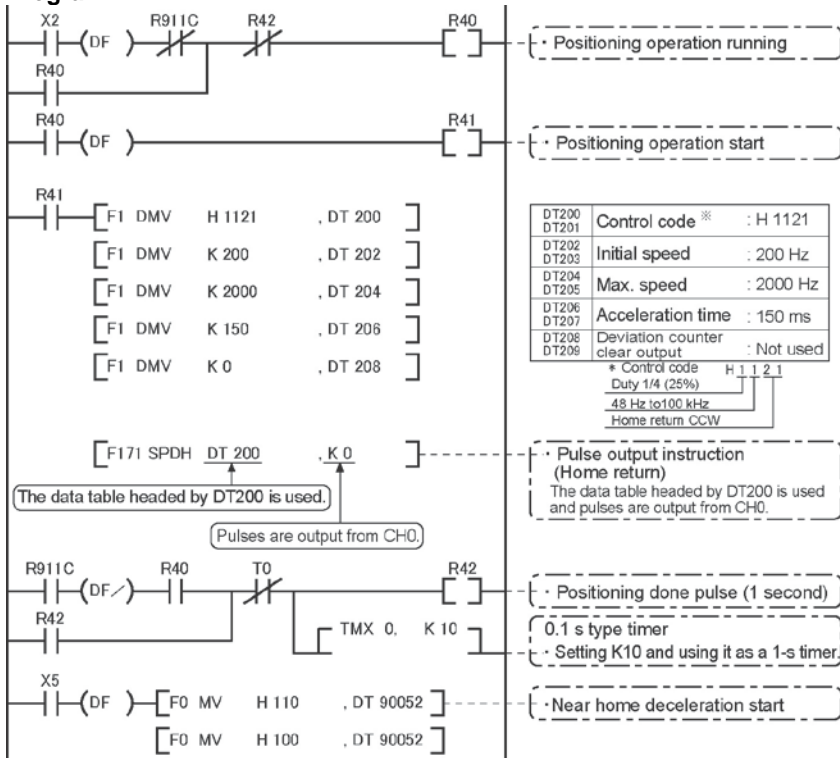 X2 R911C R42 R40
(DF ) · Positioning operation running
R40
R40 R41
(DF ) · Positioning operation start
R41
F1 DMV H 1121 , DT 200
F1 DMV K 200 , DT 202
F1 DMV K 2000 , DT 204
F1 DMV K 150 , DT 206
F1 DMV K 0 , DT 208
DT200 DT201 Control code ※ : H 1121
DT202 DT203 Initial speed : 200 Hz
DT204 DT205 Max. speed : 2000 Hz
DT206 DT207 Acceleration time : 150 ms
DT208 DT209 Deviation counter clear output : Not used
* Control code H 1 1 2 1
Duty 1/4 (25%)
48 Hz to100 kHz
Home return CCW
F171 SPDH DT 200 , K 0
· Pulse output instruction
(Home return)
The data table headed by DT200 is used
and pulses are output from CH0.
The data table headed by DT200 is used.
Pulses are output from CH0.
R911C R40 T0 R42
(DF/) · Positioning done pulse (1 second)
R42
TMX 0, K 10
0.1 s type timer
· Setting K10 and using it as a 1-s timer.
X5
(DF ) F0 MV H 110 , DT 90052 ·Near home deceleration start
F0 MV H 100 , DT 90052